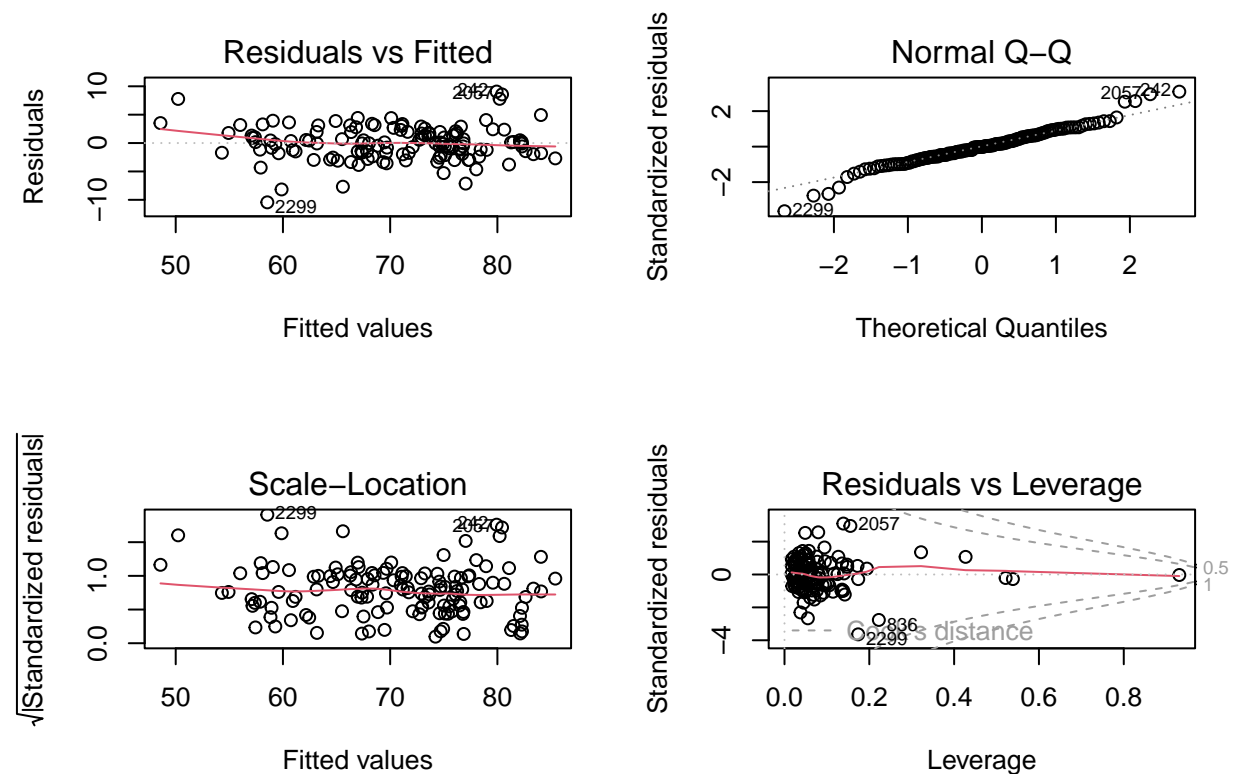 Residuals vs Fitted
Residuals
10
0
−10
242
2057
2299
50 60 70 80
Fitted values
Normal Q−Q
Standardized residuals
2
−2
2057
242
2299
−2 −1 0 1 2
Theoretical Quantiles
Scale−Location
√|Standardized residuals|
1.0
0.0
2299
242
2057
50 60 70 80
Fitted values
Residuals vs Leverage
Standardized residuals
0
−4
2057
0.5
1
836
Cook's distance
2299
0.0 0.2 0.4 0.6 0.8
Leverage